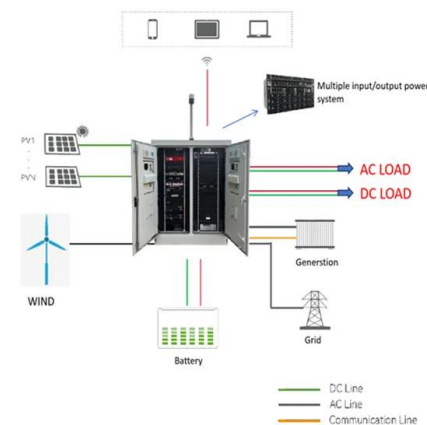 Multiple input/output power
system
PV1
PVN
AC LOAD
DC LOAD
WIND
Generstion
Grid
Battery
DC Line
AC Line
Communication Line